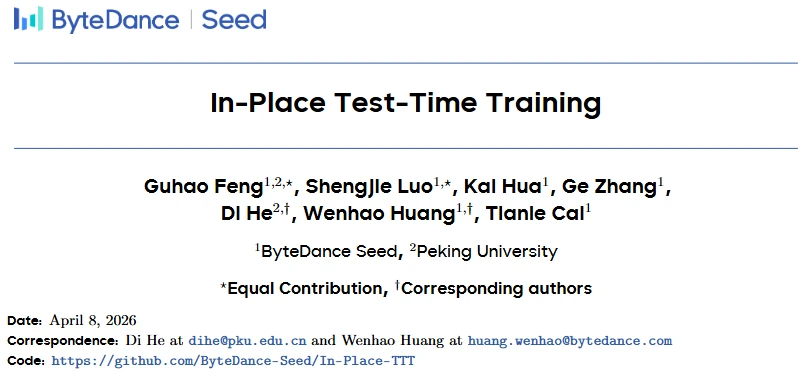 ByteDance | Seed
In-Place Test-Time Training
Guhao Feng1,2,*, Shengjie Luo1,*, Kai Hua1, Ge Zhang1,
Di He2,†, Wenhao Huang1,†, Tianle Cai1
1ByteDance Seed, 2Peking University
*Equal Contribution, †Corresponding authors
Date: April 8, 2026
Correspondence: Di He at dihe@pku.edu.cn and Wenhao Huang at huang.wenhao@bytedance.com
Code: https://github.com/ByteDance-Seed/In-Place-TTT